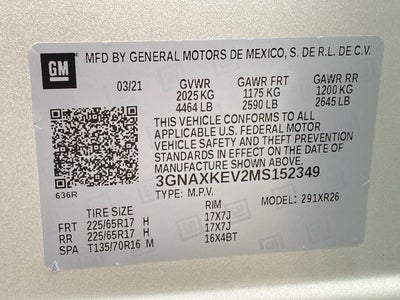 GM
MFD BY GENERAL MOTORS DE MEXICO, S. DE R.L. DE C.V.
03/21 GVWR GAWR FRT GAWR RR
2025 KG 1175 KG 1200 KG
4464 LB 2590 LB 2645 LB
THIS VEHICLE CONFORMS TO ALL
APPLICABLE U.S. FEDERAL MOTOR
VEHICLE SAFETY AND THEFT PREVENTION
STANDARDS IN EFFECT ON THE DATE OF
MANUFACTURE SHOWN ABOVE.
3GNAXKEV2MS152349
636R
TYPE: M.P.V. MODEL: 291XR26
TIRE SIZE RIM
FRT 225/65R17 H 17X7J
RR 225/65R17 H 17X7J
SPA T135/70R16 M 16X4BT